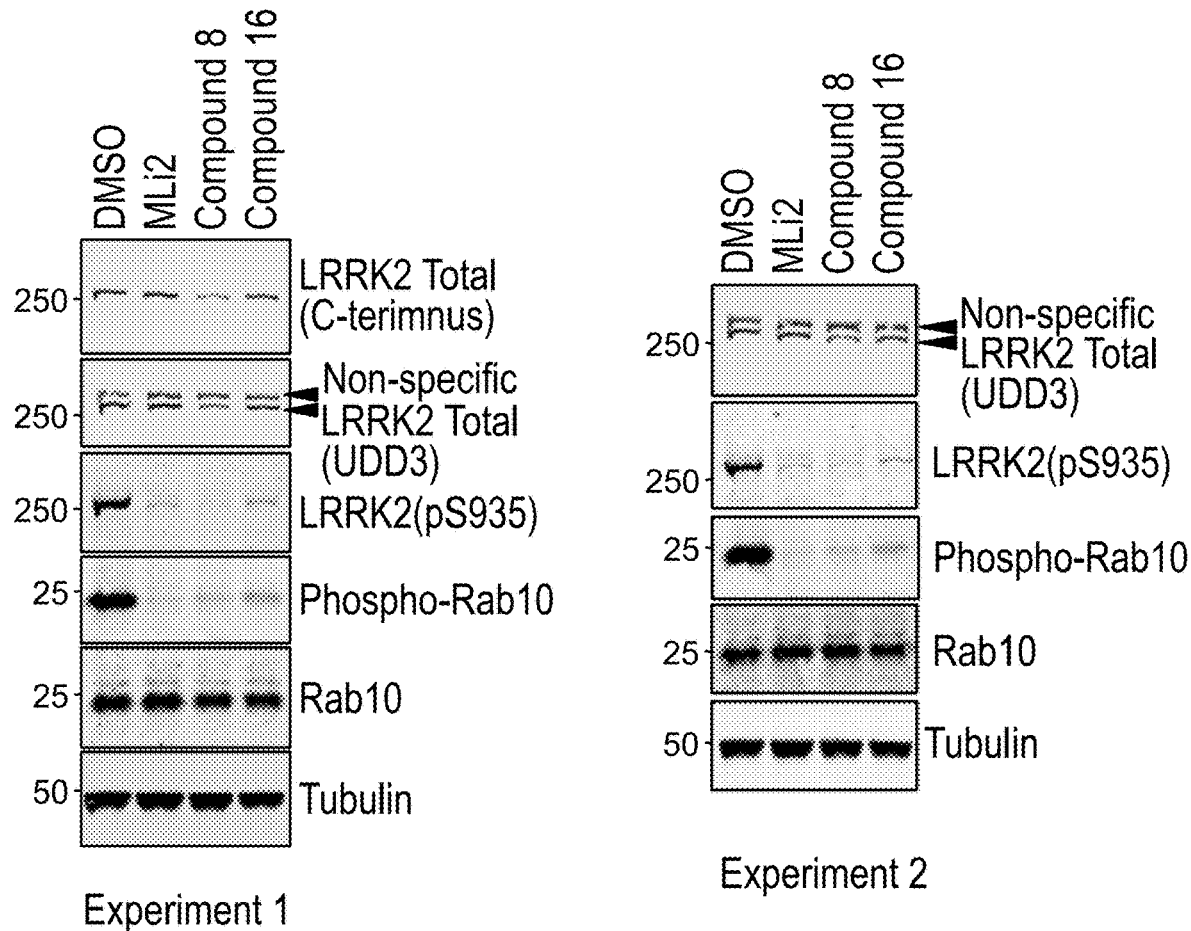 DMSO
MLi2
Compound 8
Compound 16
250
LRRK2 Total
(C-terimnus)
250
Non-specific
LRRK2 Total
(UDD3)
250
LRRK2(pS935)
25
Phospho-Rab10
25
Rab10
50
Tubulin
Experiment 1
DMSO
MLi2
Compound 8
Compound 16
250
Non-specific
LRRK2 Total
(UDD3)
250
LRRK2(pS935)
25
Phospho-Rab10
25
Rab10
50
Tubulin
Experiment 2